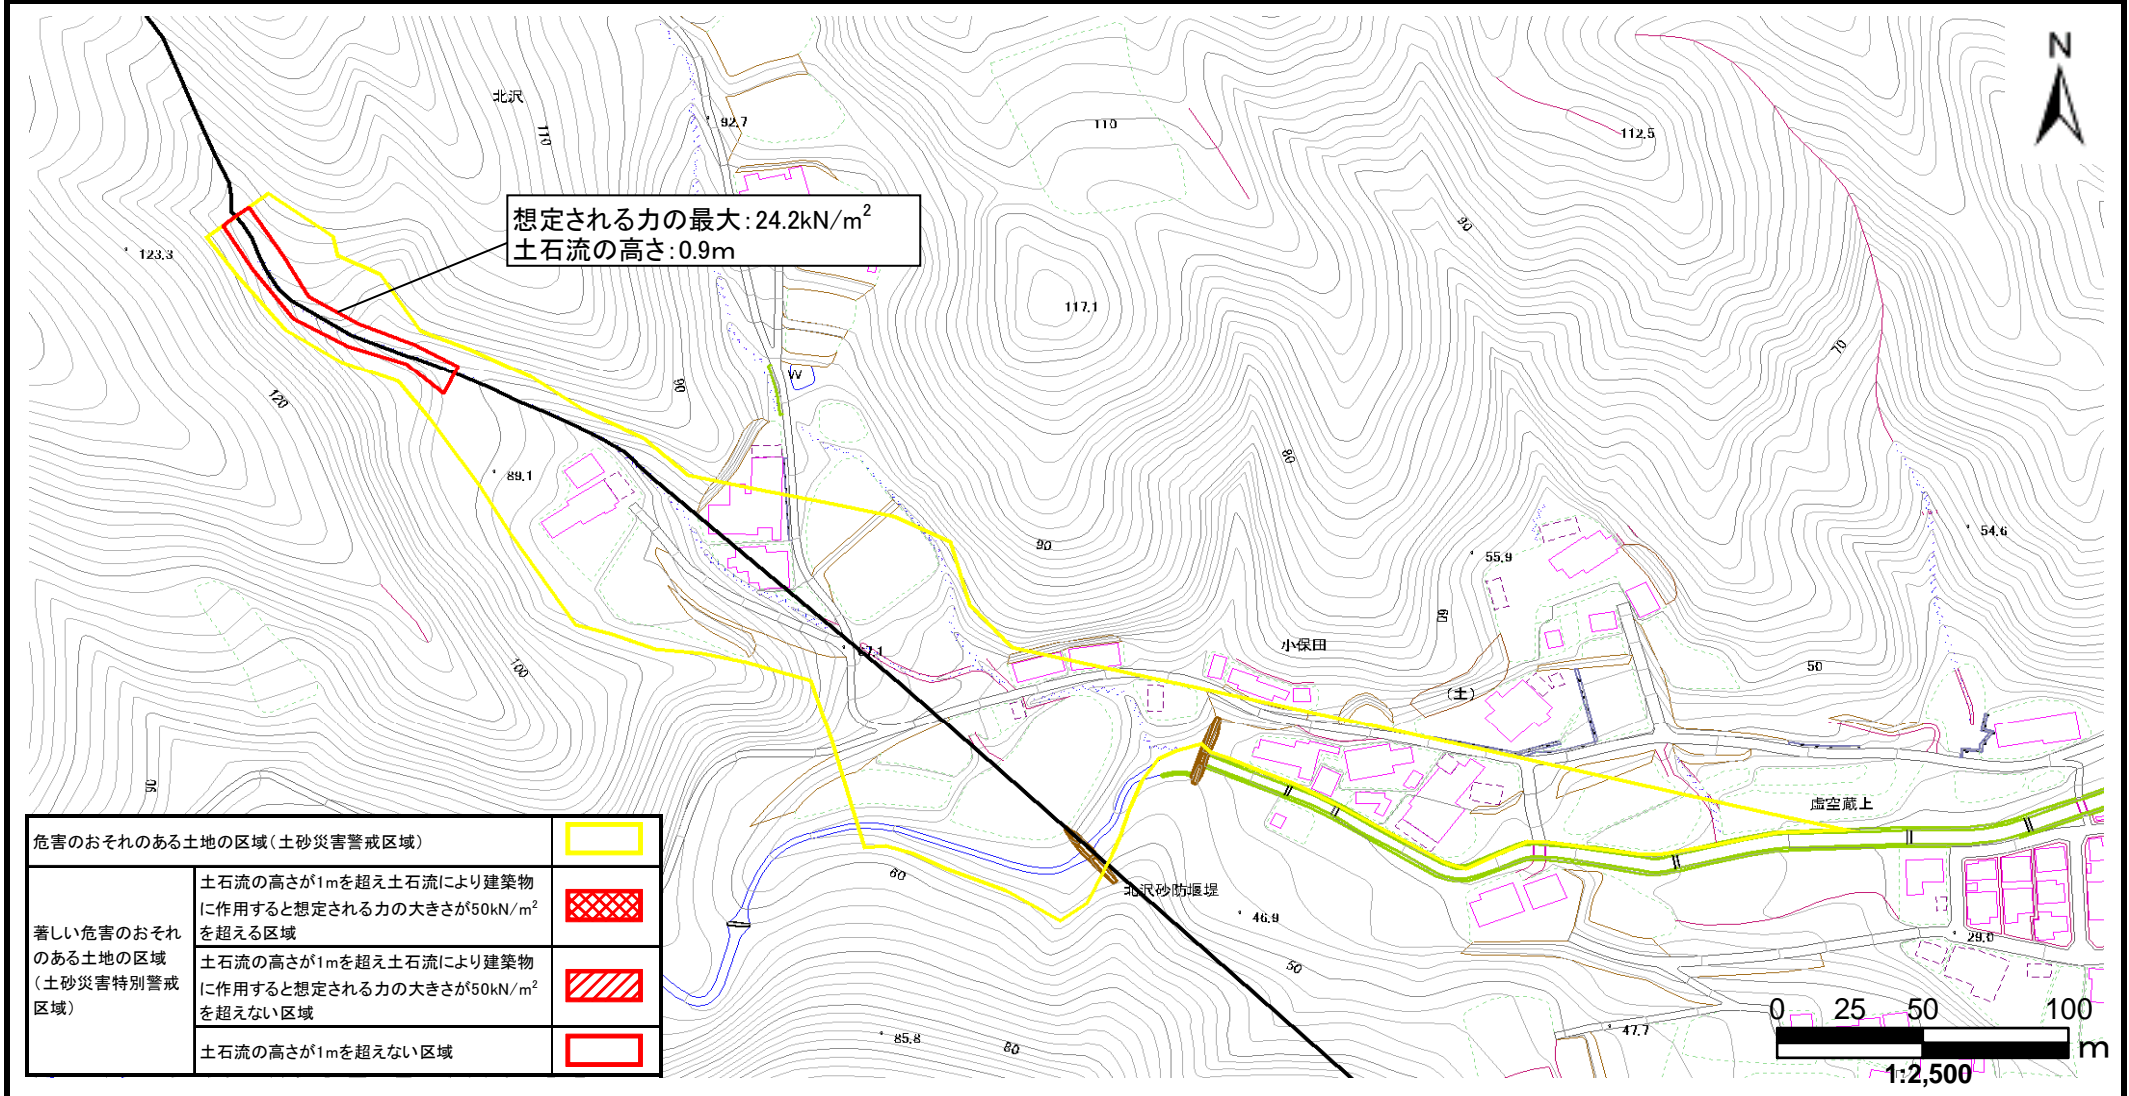 N
北沢
110
92.7
110
112.5
123.3
想定される力の最大:24.2kN/m²
土石流の高さ:0.9m
90
117.1
70
120
90
W
89.1
80
90
55.9
54.6
60
小保田
50
67.1
100
(土)
90
虚空蔵上
60
北沢砂防堰堤
46.9
29.0
50
47.7
85.8
80
危害のおそれのある土地の区域(土砂災害警戒区域)
著しい危害のおそれ
のある土地の区域
(土砂災害特別警戒
区域)
土石流の高さが1mを超え土石流により建築物
に作用すると想定される力の大きさが50kN/m²
を超える区域
土石流の高さが1mを超え土石流により建築物
に作用すると想定される力の大きさが50kN/m²
を超えない区域
土石流の高さが1mを超えない区域
0 25 50 100
m
1:2,500